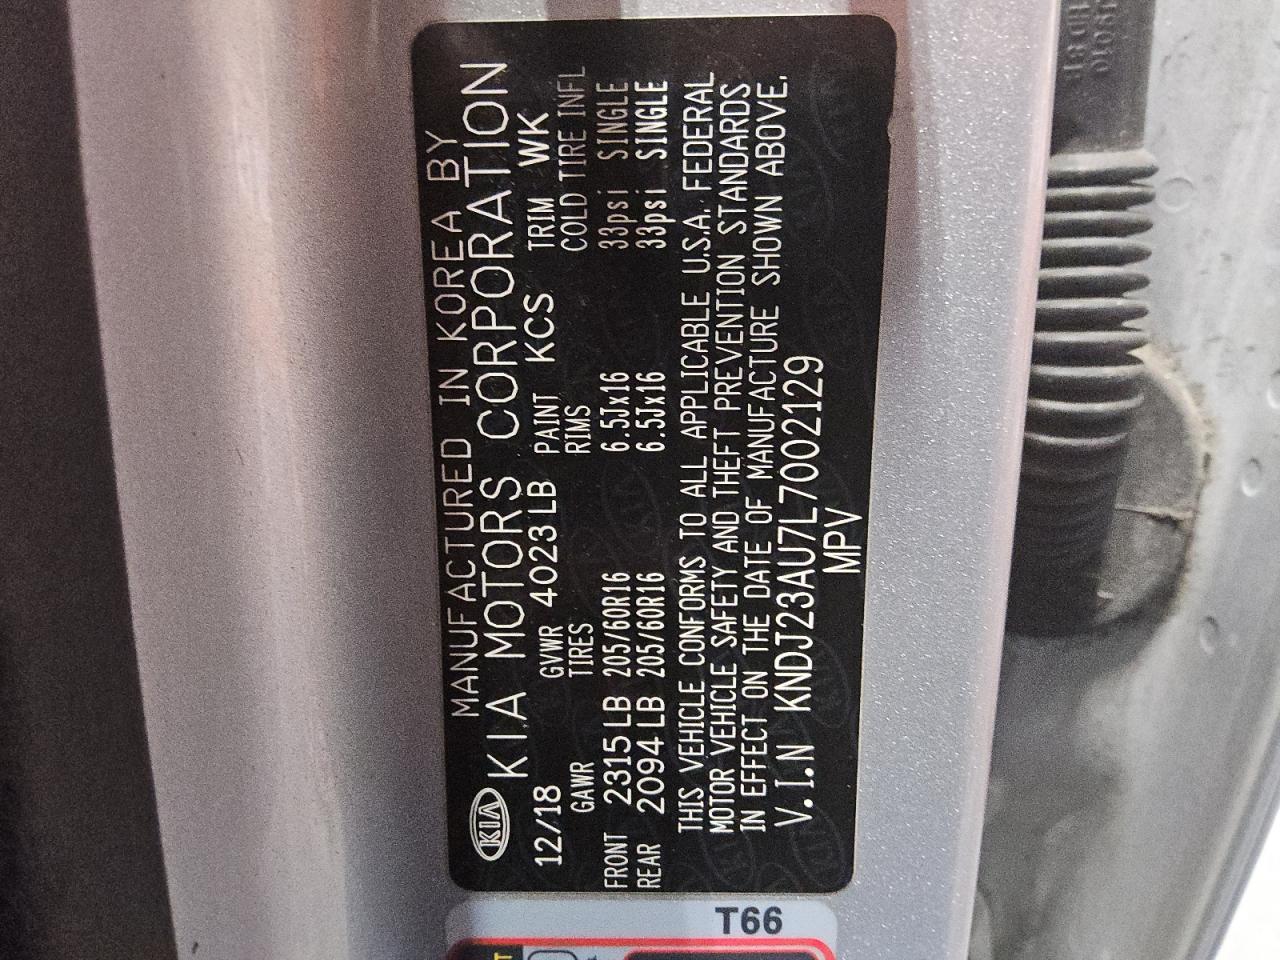 MANUFACTURED IN KOREA BY
KIA KIA MOTORS CORPORATION
12/18 GVWR 4023 LB PAINT KCS TRIM WK
GAWR TIRES RIMS COLD TIRE INFL
FRONT 2315 LB 205/60R16 6.5Jx16 33psi SINGLE
REAR 2094 LB 205/60R16 6.5Jx16 33psi SINGLE
THIS VEHICLE CONFORMS TO ALL APPLICABLE U.S.A. FEDERAL
MOTOR VEHICLE SAFETY AND THEFT PREVENTION STANDARDS
IN EFFECT ON THE DATE OF MANUFACTURE SHOWN ABOVE.
V.I.N KNDJ23AU7L7002129
MPV
T66